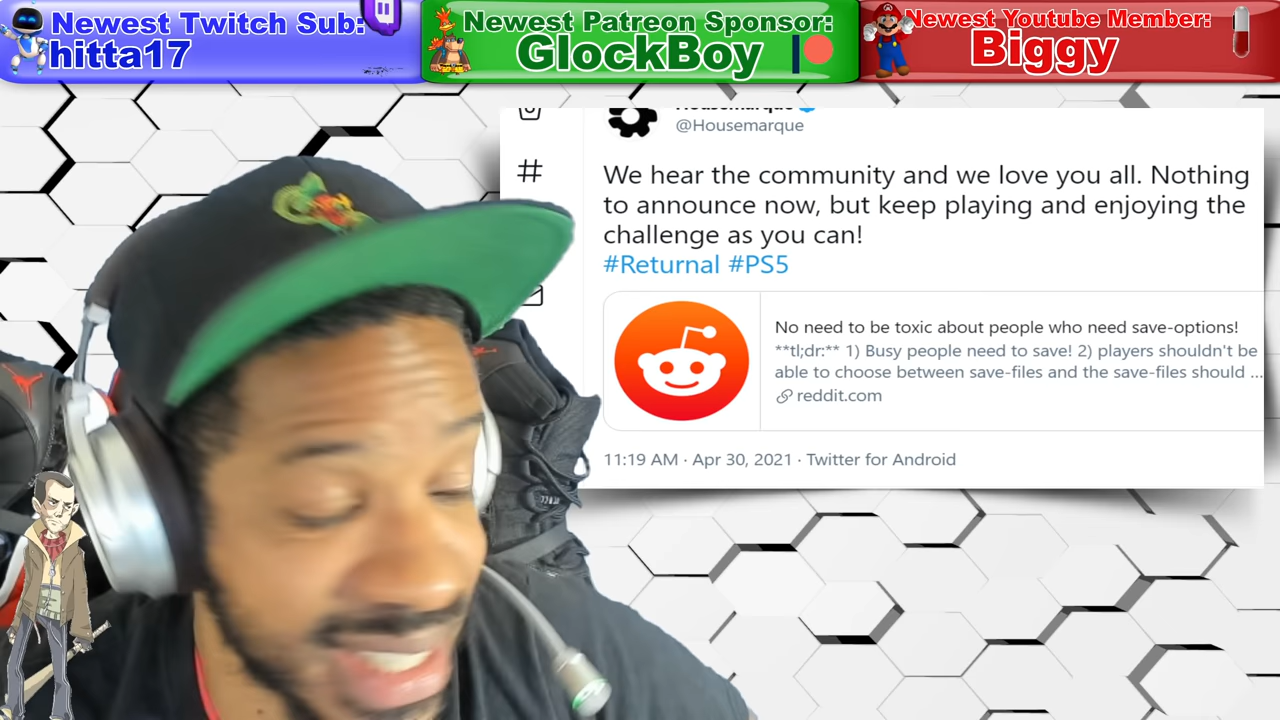 Newest Twitch Sub:
hitta17
Newest Patreon Sponsor:
GlockBoy
Newest Youtube Member:
Biggy
Housemarque
@Housemarque
We hear the community and we love you all. Nothing
to announce now, but keep playing and enjoying the
challenge as you can!
#Returnal #PS5
No need to be toxic about people who need save-options!
**tl;dr:** 1) Busy people need to save! 2) players shouldn't be
able to choose between save-files and the save-files should ...
reddit.com
11:19 AM · Apr 30, 2021 · Twitter for Android